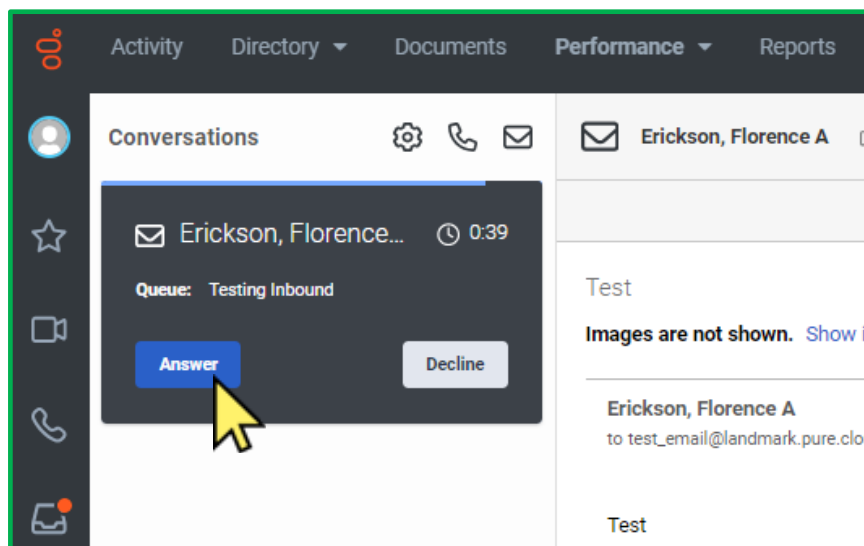 Activity Directory Documents Performance Reports
Conversations
Erickson, Florence A
Erickson, Florence... 0:39
Queue: Testing Inbound
Answer Decline
Test
Images are not shown. Show
Erickson, Florence A
to test_email@landmark.pure.clo
Test